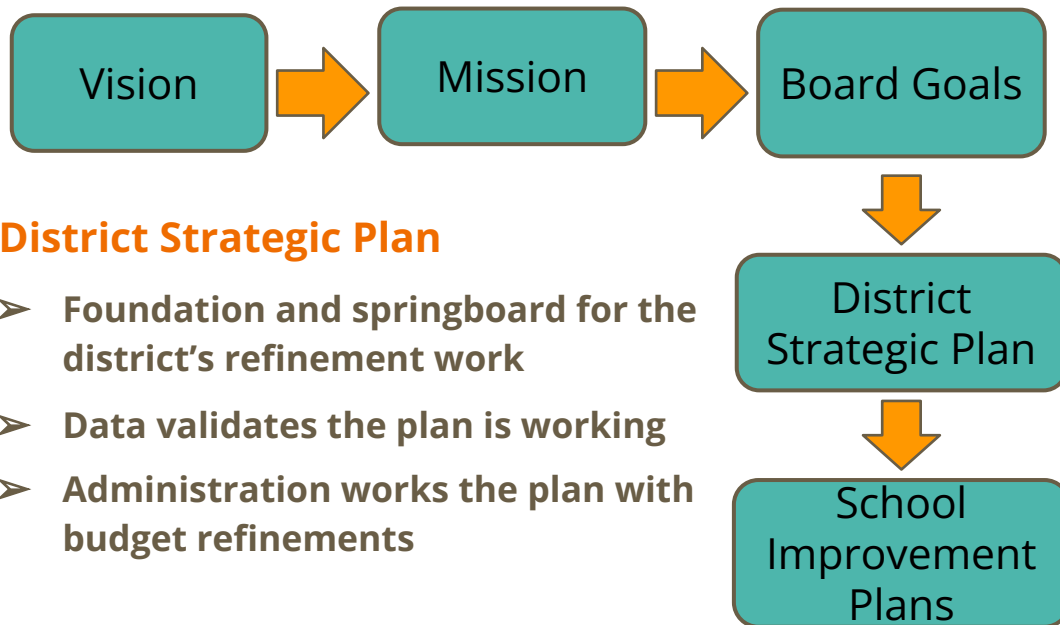 Vision
Mission
Board Goals
District Strategic Plan
➢ Foundation and springboard for the
district’s refinement work
➢ Data validates the plan is working
➢ Administration works the plan with
budget refinements
District
Strategic Plan
School
Improvement
Plans